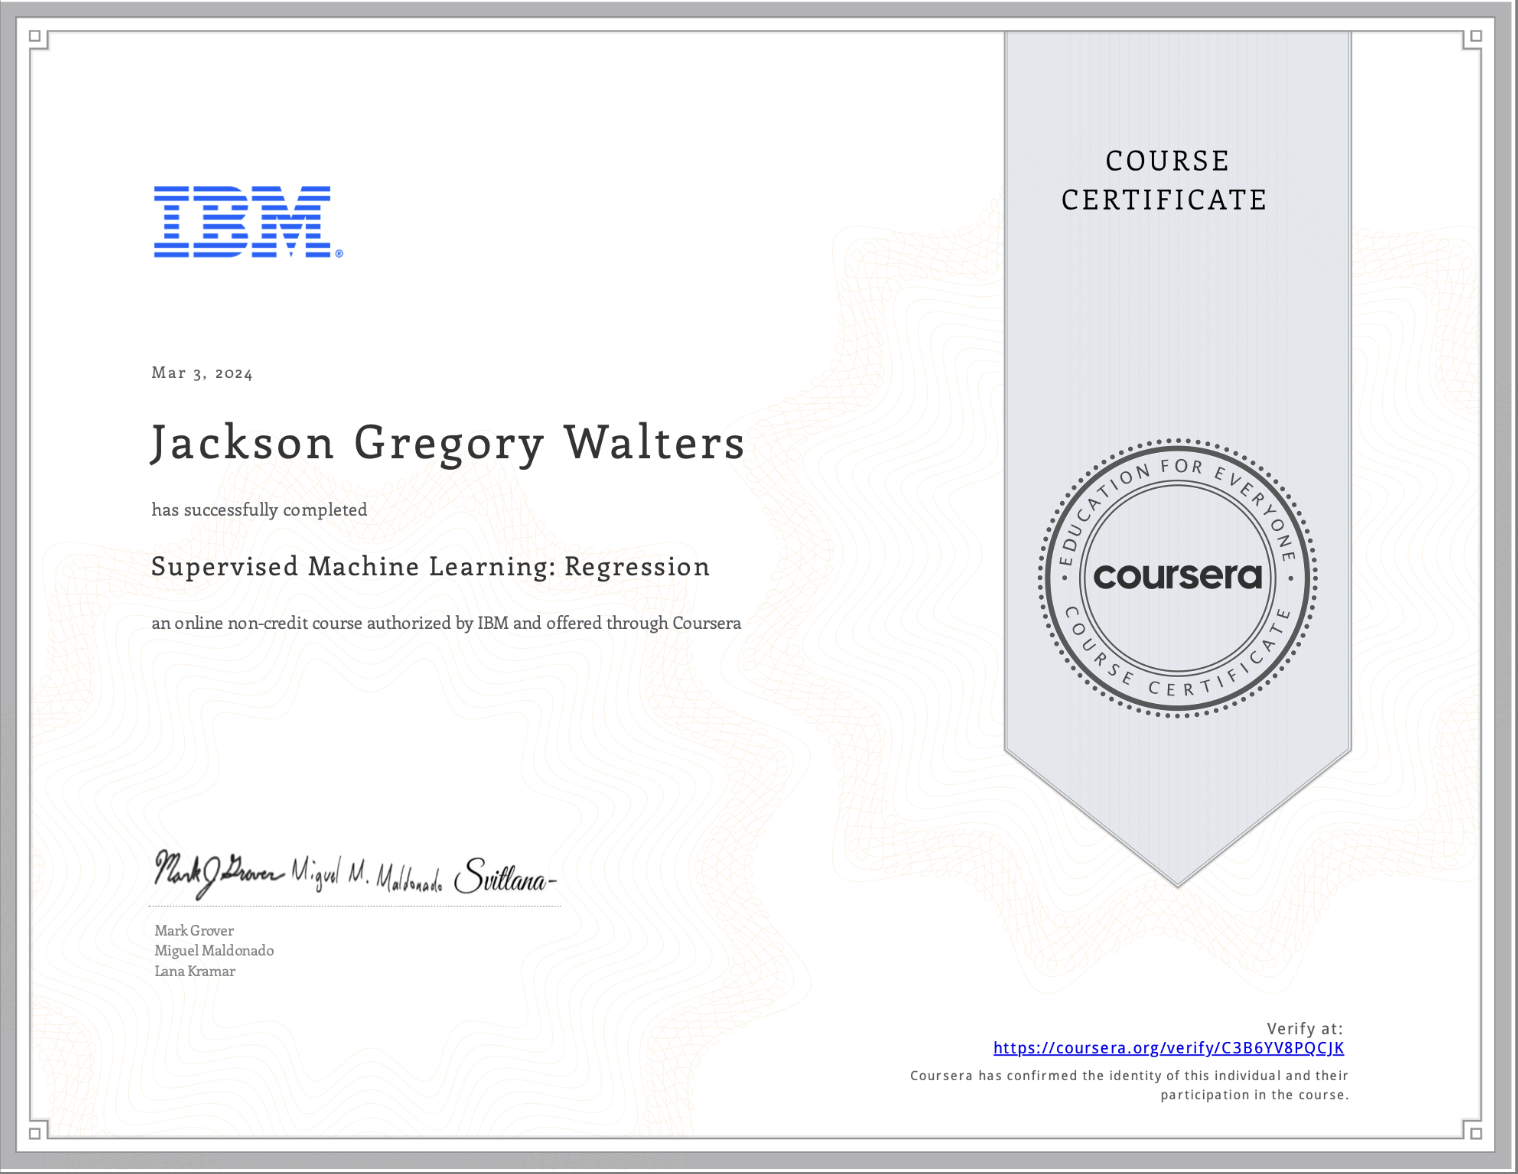 COURSE
CERTIFICATE
IBM®
Mar 3, 2024
Jackson Gregory Walters
has successfully completed
Supervised Machine Learning: Regression
an online non-credit course authorized by IBM and offered through Coursera
EDUCATION FOR EVERYONE
coursera
COURSE CERTIFICATE
Mark J Grover Miguel M. Maldonado Svitlana
Mark Grover
Miguel Maldonado
Lana Kramar
Verify at:
https://coursera.org/verify/C3B6YV8PQCJK
Coursera has confirmed the identity of this individual and their
participation in the course.